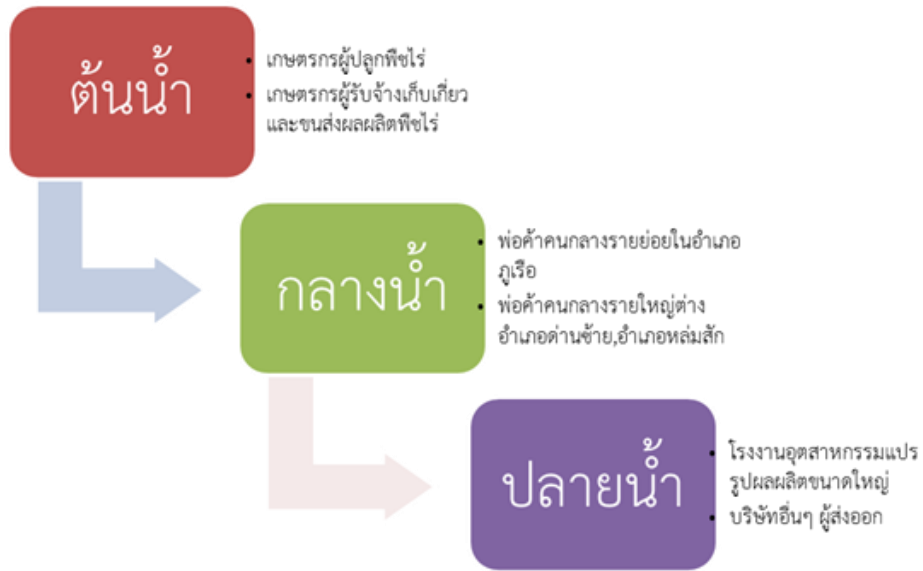 ต้นน้ำ
• เกษตรกรผู้ปลูกพืชไร่
• เกษตรกรผู้รับจ้างเก็บเกี่ยว
และขนส่งผลผลิตพืชไร่
กลางน้ำ
• พ่อค้าคนกลางรายย่อยในอำเภอ
ภูเรือ
• พ่อค้าคนกลางรายใหญ่ต่าง
อำเภอด่านซ้าย,อำเภอหล่มสัก
ปลายน้ำ
• โรงงานอุตสาหกรรมแปร
รูปผลผลิตขนาดใหญ่
• บริษัทอื่นๆ ผู้ส่งออก